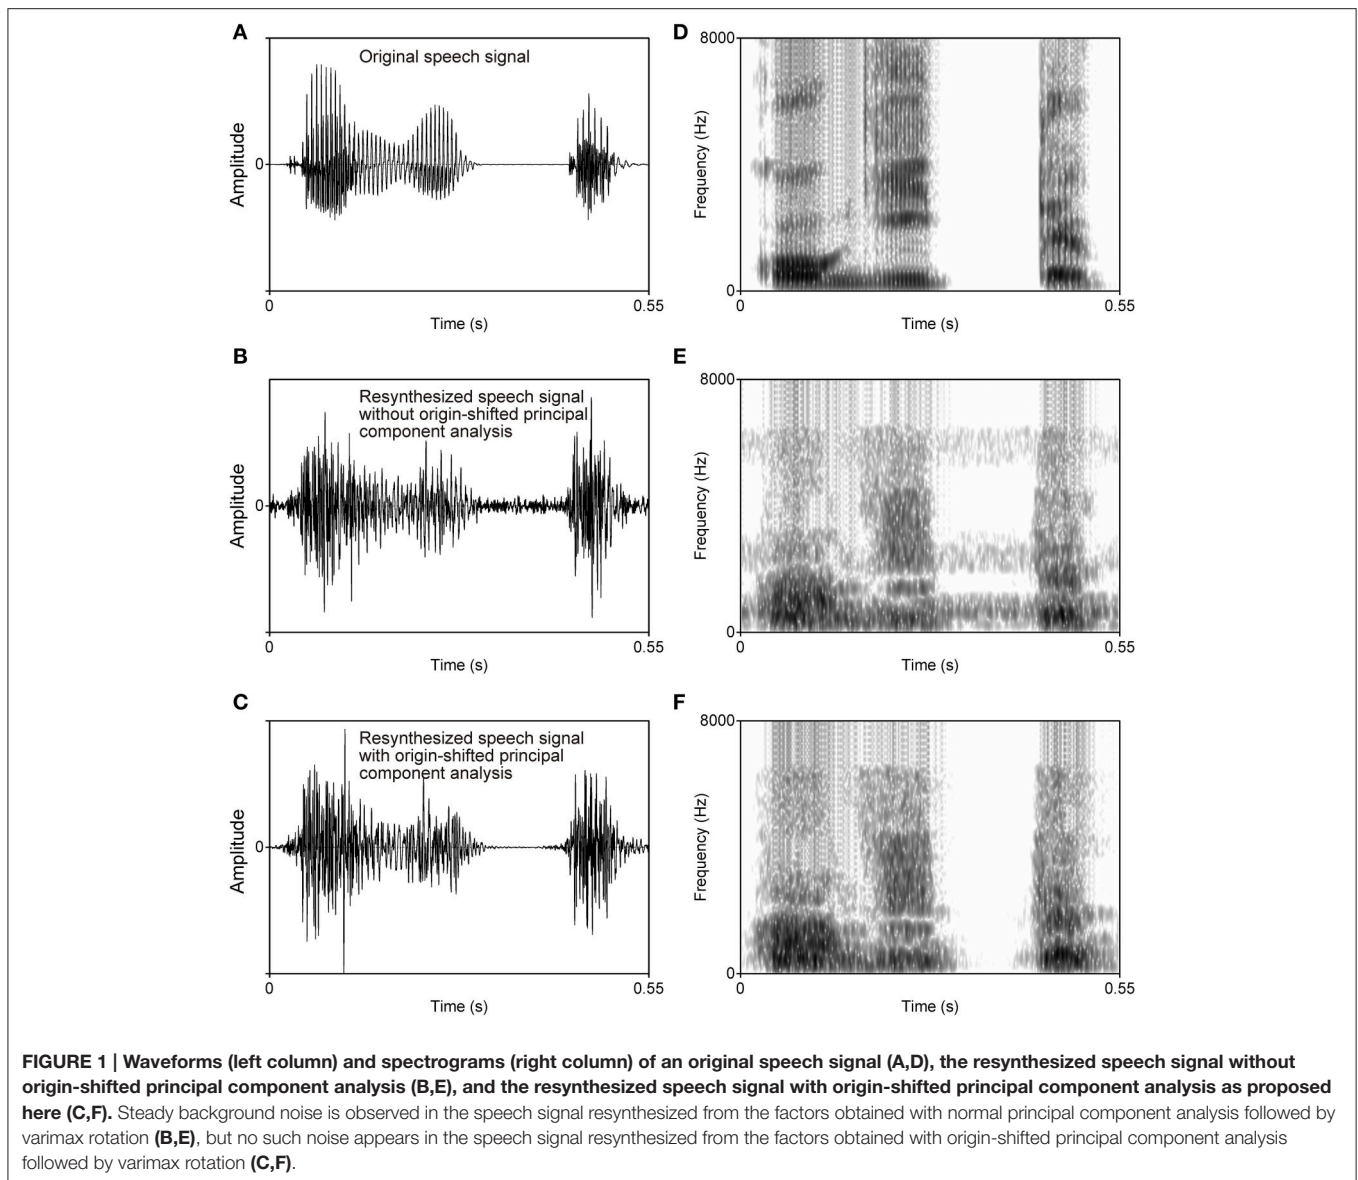 A
Original speech signal
Amplitude
0
0
0.55
Time (s)
D
8000
Frequency (Hz)
0
0
0.55
Time (s)
B
Resynthesized speech signal
without origin-shifted principal
component analysis
Amplitude
0
0
0.55
Time (s)
E
8000
Frequency (Hz)
0
0
0.55
Time (s)
C
Resynthesized speech signal
with origin-shifted principal
component analysis
Amplitude
0
0
0.55
Time (s)
F
8000
Frequency (Hz)
0
0
0.55
Time (s)
FIGURE 1 | Waveforms (left column) and spectrograms (right column) of an original speech signal (A,D), the resynthesized speech signal without
origin-shifted principal component analysis (B,E), and the resynthesized speech signal with origin-shifted principal component analysis as proposed
here (C,F). Steady background noise is observed in the speech signal resynthesized from the factors obtained with normal principal component analysis followed by
varimax rotation (B,E), but no such noise appears in the speech signal resynthesized from the factors obtained with origin-shifted principal component analysis
followed by varimax rotation (C,F).